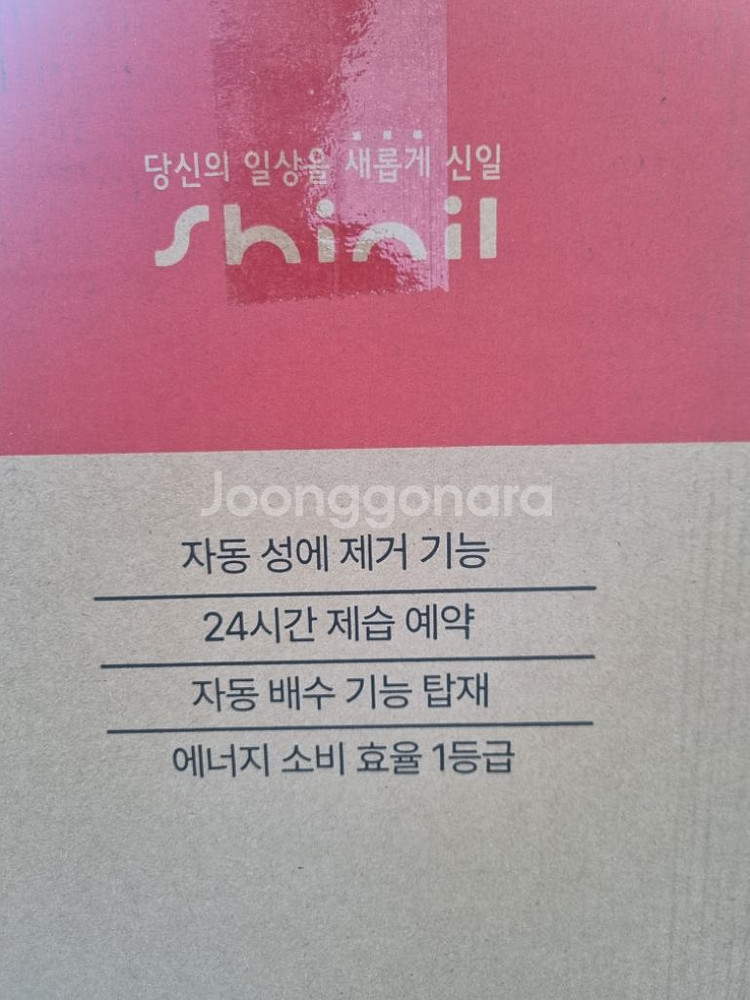 당신의 일상을 새롭게 신일
Shinil
Joonggonara
자동 성에 제거 기능
24시간 제습 예약
자동 배수 기능 탑재
에너지 소비 효율 1등급